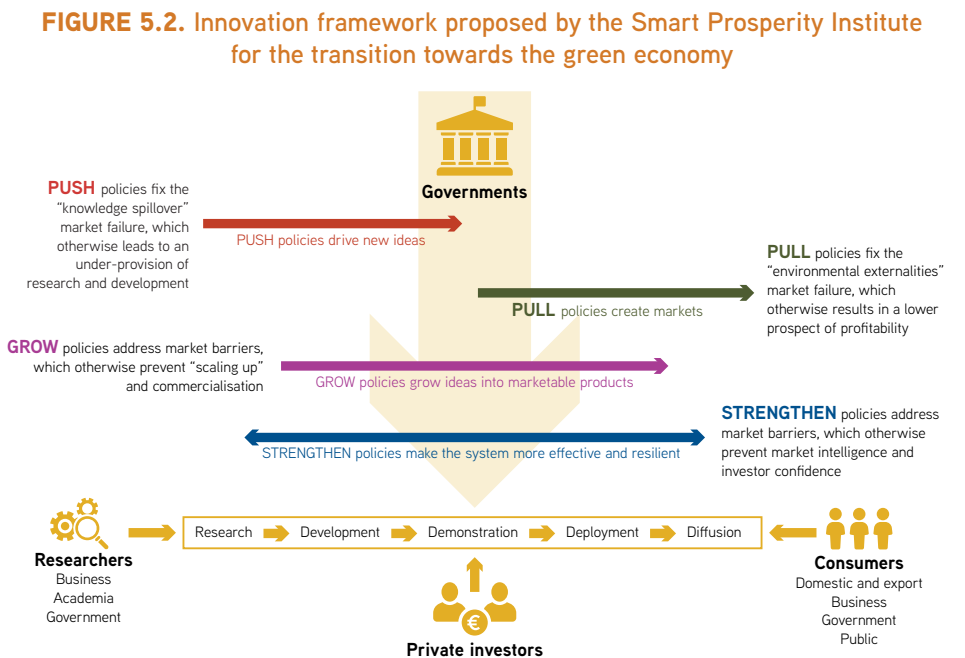 FIGURE 5.2. Innovation framework proposed by the Smart Prosperity Institute
for the transition towards the green economy
Governments
PUSH policies fix the
“knowledge spillover”
market failure, which
otherwise leads to an
under-provision of
research and development
PUSH policies drive new ideas
PULL policies fix the
“environmental externalities”
market failure, which
otherwise results in a lower
prospect of profitability
PULL policies create markets
GROW policies address market barriers,
which otherwise prevent “scaling up”
and commercialisation
GROW policies grow ideas into marketable products
STRENGTHEN policies address
market barriers, which otherwise
prevent market intelligence and
investor confidence
STRENGTHEN policies make the system more effective and resilient
Research
Development
Demonstration
Deployment
Diffusion
Researchers
Business
Academia
Government
€
Private investors
Consumers
Domestic and export
Business
Government
Public